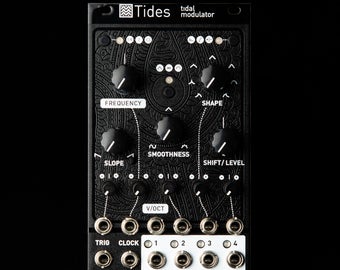 Tides
tidal
modulator
FREQUENCY
SHAPE
SLOPE
SMOOTHNESS
SHIFT/LEVEL
V/OCT
TRIG CLOCK 1 2 3 4